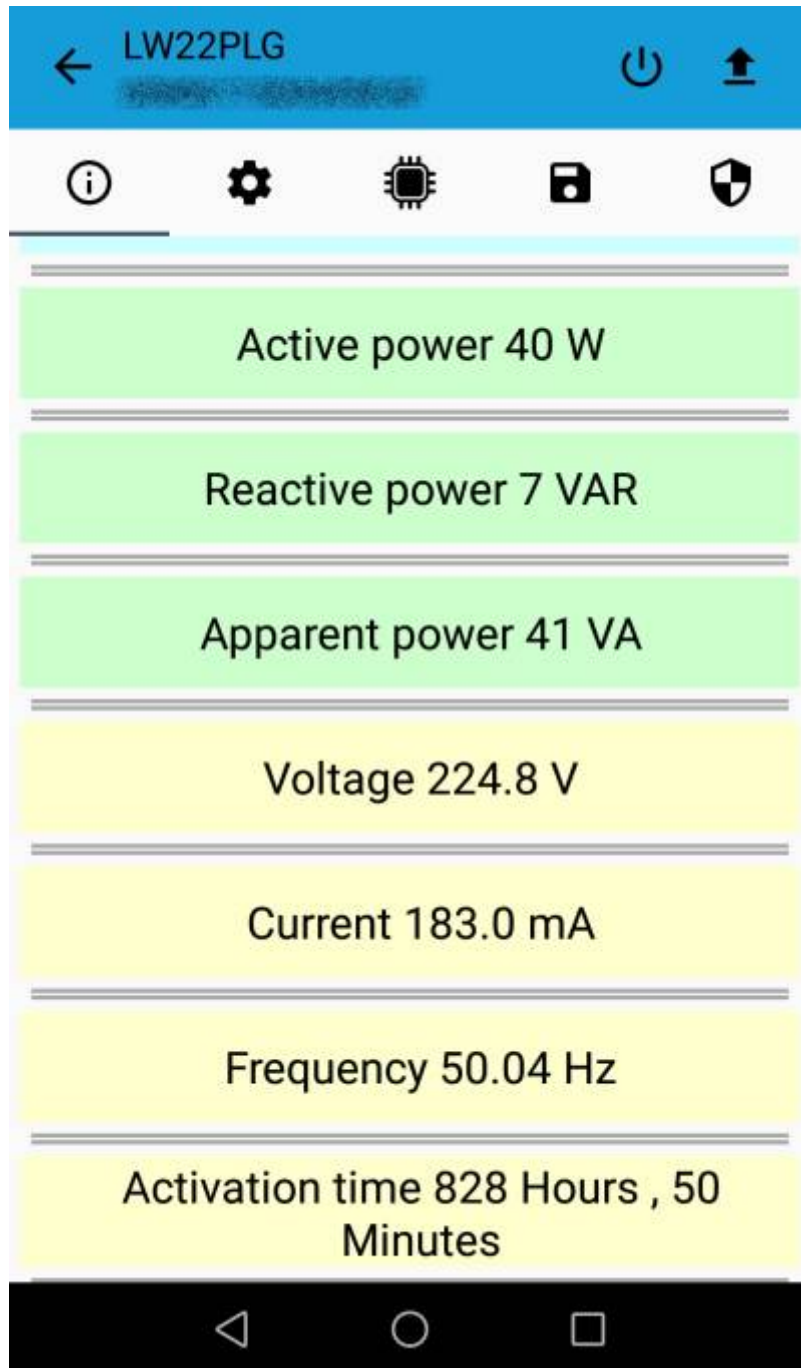 LW22PLG
Active power 40 W
Reactive power 7 VAR
Apparent power 41 VA
Voltage 224.8 V
Current 183.0 mA
Frequency 50.04 Hz
Activation time 828 Hours , 50
Minutes